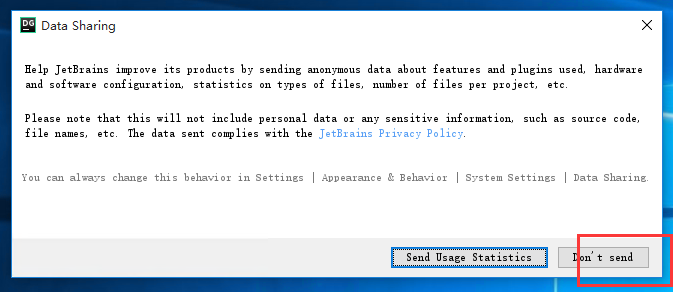 DG Data Sharing
Help JetBrains improve its products by sending anonymous data about features and plugins used, hardware
and software configuration, statistics on types of files, number of files per project, etc.
Please note that this will not include personal data or any sensitive information, such as source code,
file names, etc. The data sent complies with the JetBrains Privacy Policy.
You can always change this behavior in Settings | Appearance & Behavior | System Settings | Data Sharing.
Send Usage Statistics Don't send